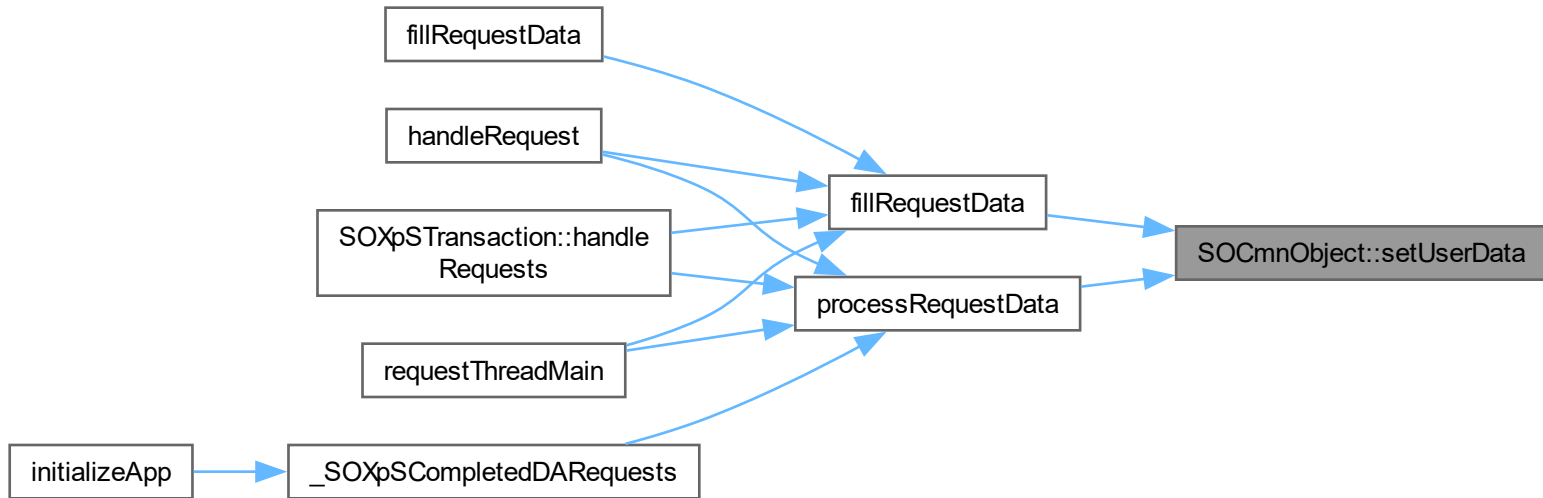 fillRequestData
handleRequest
fillRequestData
SOXpSTransaction::handle
Requests
SOCmnObject::setUserData
processRequestData
requestThreadMain
initializeApp
_SOXpSCompletedDARequests